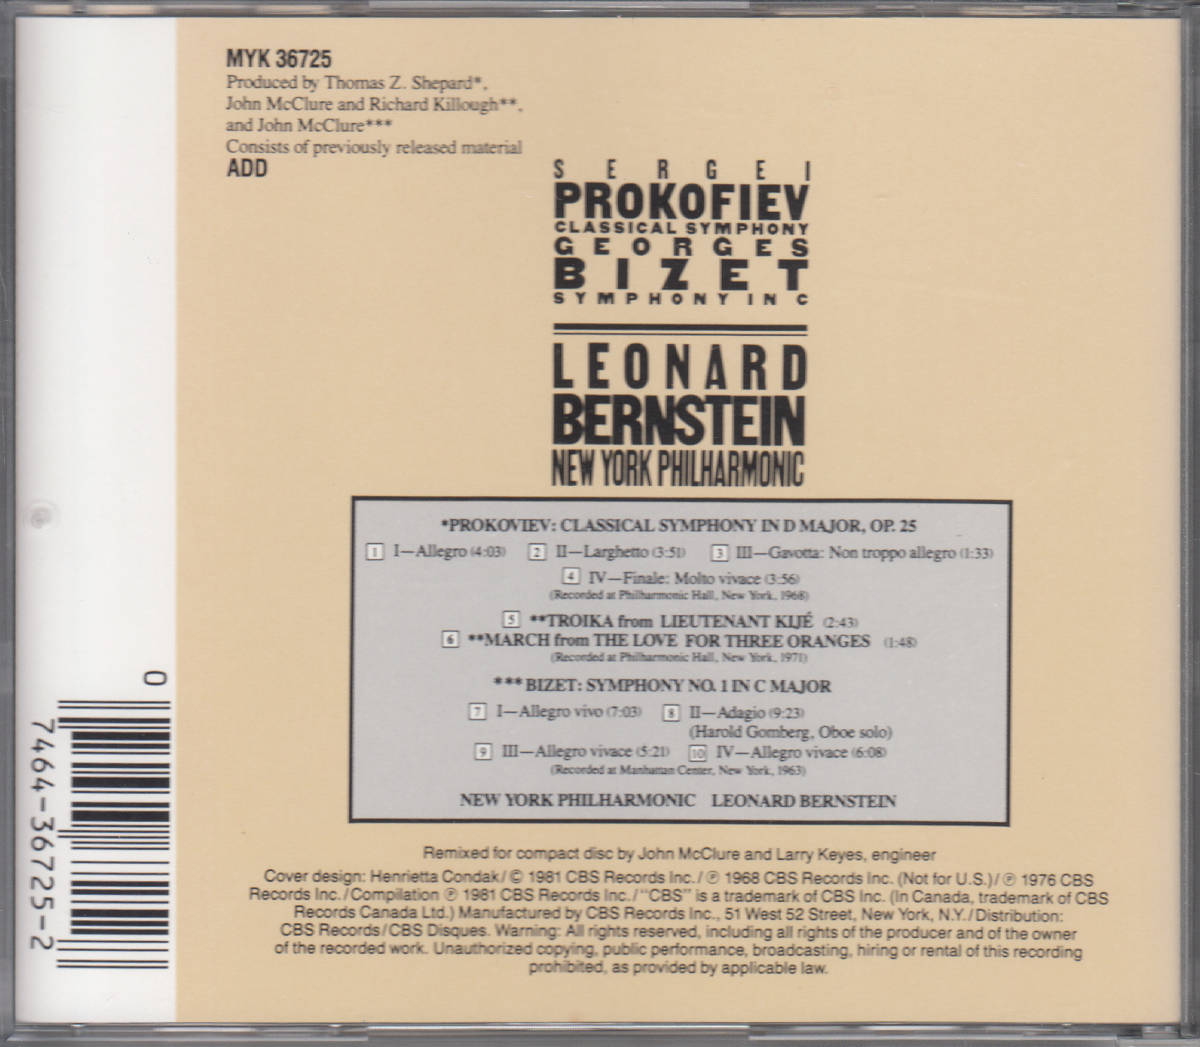 MYK 36725
Produced by Thomas Z. Shepard*,
John McClure and Richard Killough**,
and John McClure***
Consists of previously released material
ADD
SERGEI
PROKOFIEV
CLASSICAL SYMPHONY
GEORGES
BIZET
SYMPHONY IN C
LEONARD
BERNSTEIN
NEW YORK PHILHARMONIC
*PROKOVIEV: CLASSICAL SYMPHONY IN D MAJOR, OP. 25
1 I—Allegro (4:03) 2 II—Larghetto (3:51) 3 III—Gavotta: Non troppo allegro (1:33)
4 IV—Finale: Molto vivace (3:56)
(Recorded at Philharmonic Hall, New York, 1968)
5 **TROIKA from LIEUTENANT KIJÉ (2:43)
6 **MARCH from THE LOVE FOR THREE ORANGES (1:48)
(Recorded at Philharmonic Hall, New York, 1971)
***BIZET: SYMPHONY NO. 1 IN C MAJOR
7 I—Allegro vivo (7:03) 8 II—Adagio (9:23)
(Harold Gomberg, Oboe solo)
9 III—Allegro vivace (5:21) 10 IV—Allegro vivace (6:08)
(Recorded at Manhattan Center, New York, 1963)
NEW YORK PHILHARMONIC LEONARD BERNSTEIN
Remixed for compact disc by John McClure and Larry Keyes, engineer
Cover design: Henrietta Condak/© 1981 CBS Records Inc./℗ 1968 CBS Records Inc. (Not for U.S.)/℗ 1976 CBS
Records Inc./Compilation ℗ 1981 CBS Records Inc./"CBS" is a trademark of CBS Inc. (In Canada, trademark of CBS
Records Canada Ltd.) Manufactured by CBS Records Inc., 51 West 52 Street, New York, N.Y./Distribution:
CBS Records/CBS Disques. Warning: All rights reserved, including all rights of the producer and of the owner
of the recorded work. Unauthorized copying, public performance, broadcasting, hiring or rental of this recording
prohibited, as provided by applicable law.
0
7464-36725-2